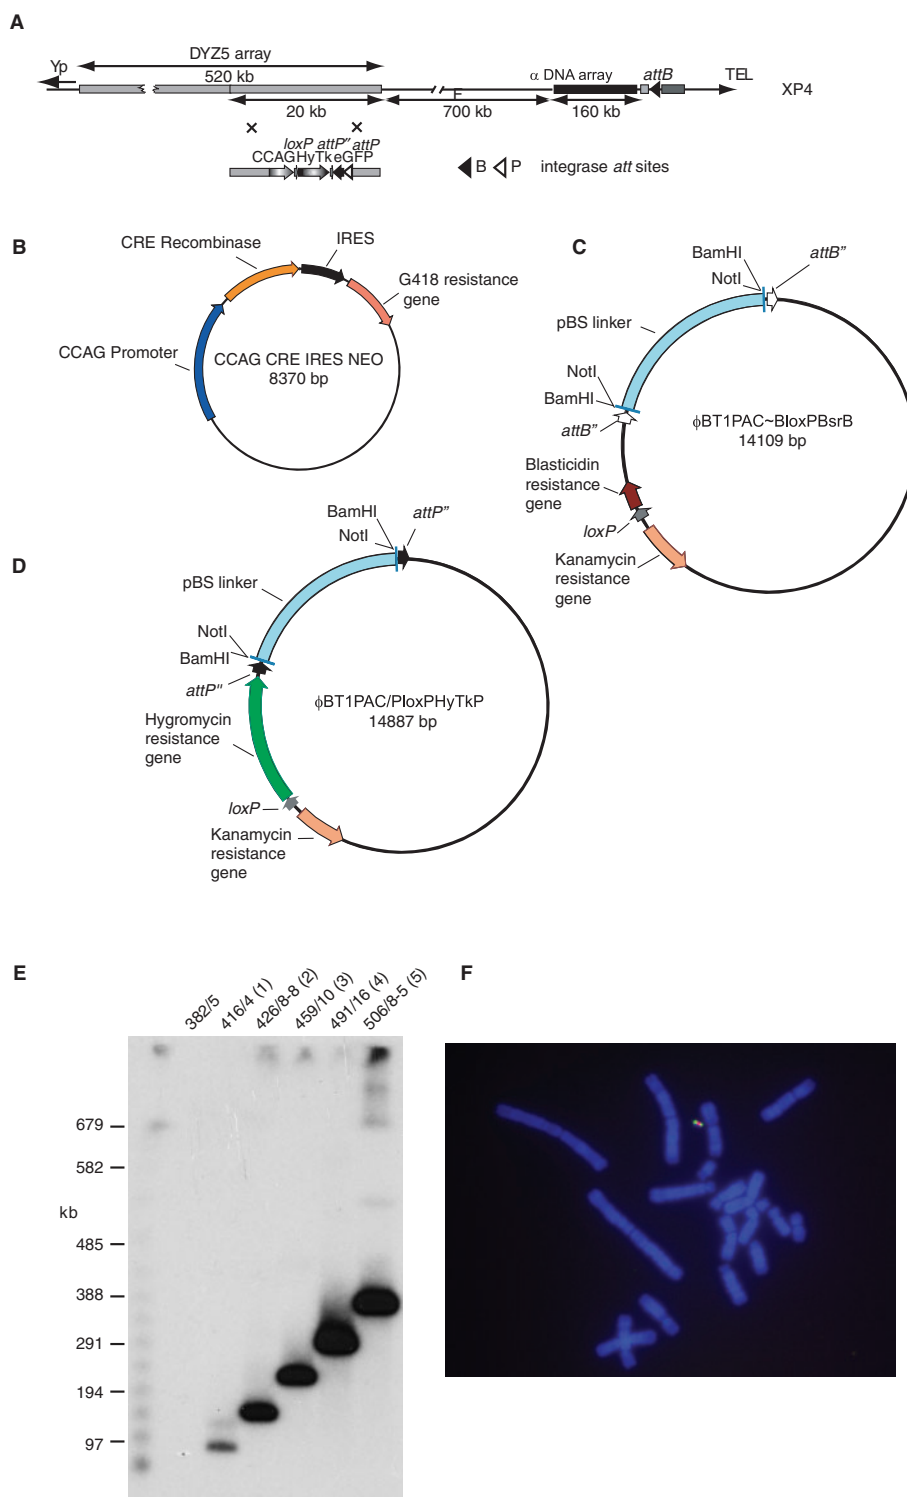 A
DYZ5 array
Yp
520 kb
α DNA array
attB
TEL
XP4
20 kb
700 kb
160 kb
loxP attP" attP
CCAGHyTkeGFP
B P integrase att sites
B
CRE Recombinase
IRES
G418 resistance
gene
CCAG Promoter
CCAG CRE IRES NEO
8370 bp
C
BamHI
attB"
NotI
pBS linker
NotI
BamHI
attB"
ϕBT1PAC~BloxPBsrB
14109 bp
Blasticidin
resistance
gene
loxP
Kanamycin
resistance
gene
D
BamHI
attP"
NotI
pBS linker
NotI
BamHI
attP"
ϕBT1PAC/PloxPHyTkP
14887 bp
Hygromycin
resistance
gene
loxP
Kanamycin
resistance
gene
E
382/5
416/4 (1)
426/8-8 (2)
459/10 (3)
491/16 (4)
506/8-5 (5)
679
582
kb
485
388
291
194
97
F